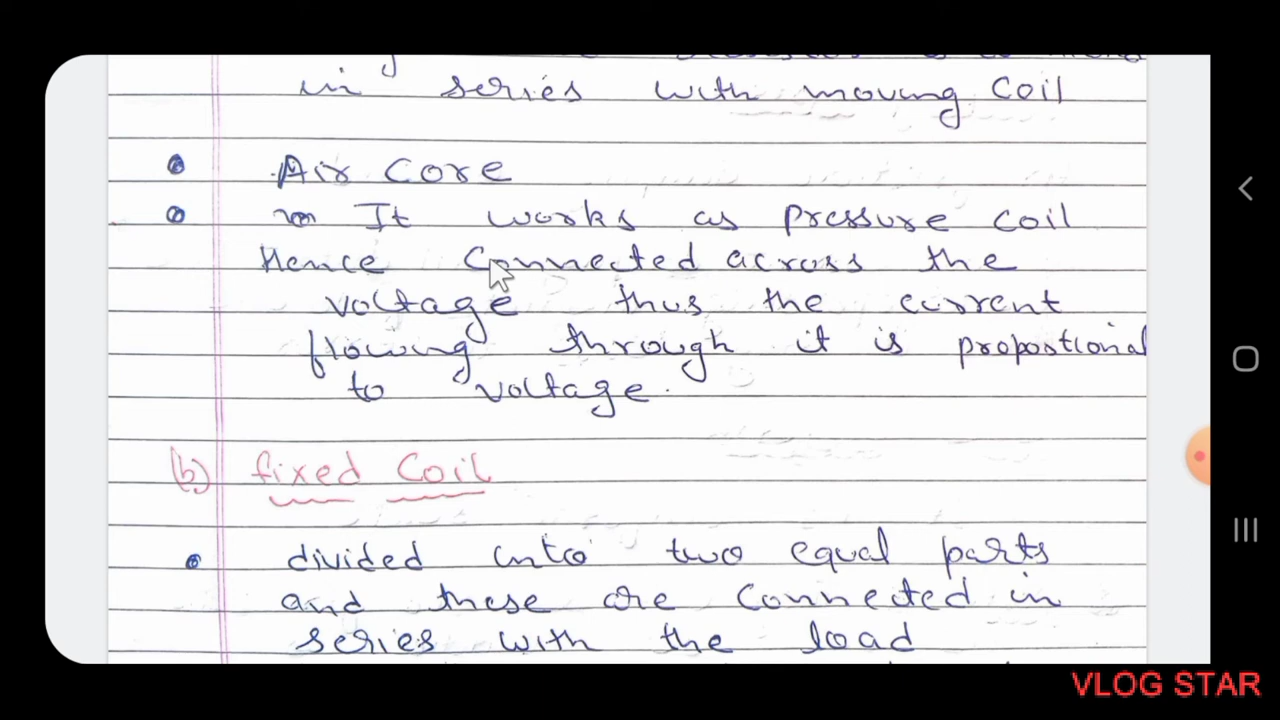 in series with moving coil
Air Core
It works as pressure coil
Hence Connected across the
voltage thus the current
flowing through it is propostional
to voltage.
(b) fixed Coil
divided into two equal parts
and these are connected in
series with the load
VLOG STAR